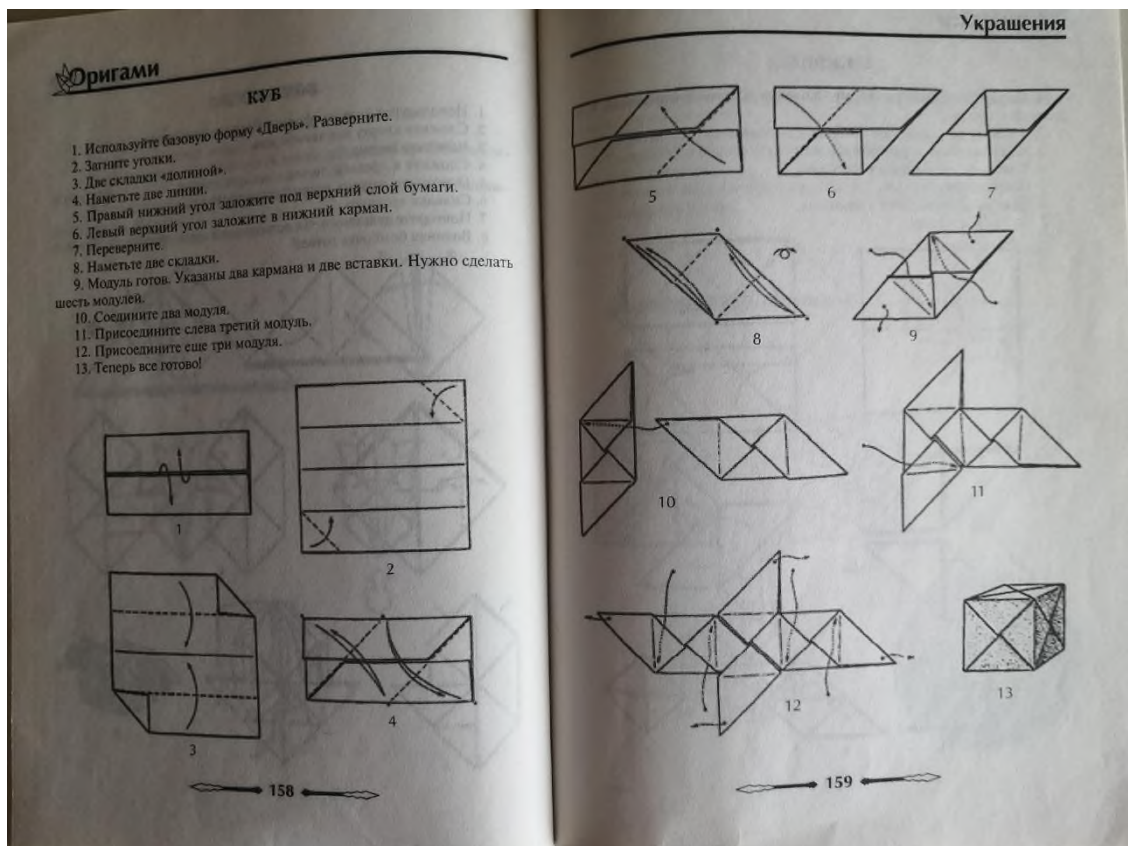 Оригами
КУБ
1. Используйте базовую форму «Дверь». Разверните.
2. Загните уголки.
3. Две складки «долиной».
4. Наметьте две линии.
5. Правый нижний угол заложите под верхний слой бумаги.
6. Левый верхний угол заложите в нижний карман.
7. Переверните.
8. Наметьте две складки.
9. Модуль готов. Указаны два кармана и две вставки. Нужно сделать
шесть модулей.
10. Соедините два модуля.
11. Присоедините слева третий модуль.
12. Присоедините еще три модуля.
13. Теперь все готово!
1
2
3
4
158
Украшения
5
6
7
8
9
10
11
12
13
159